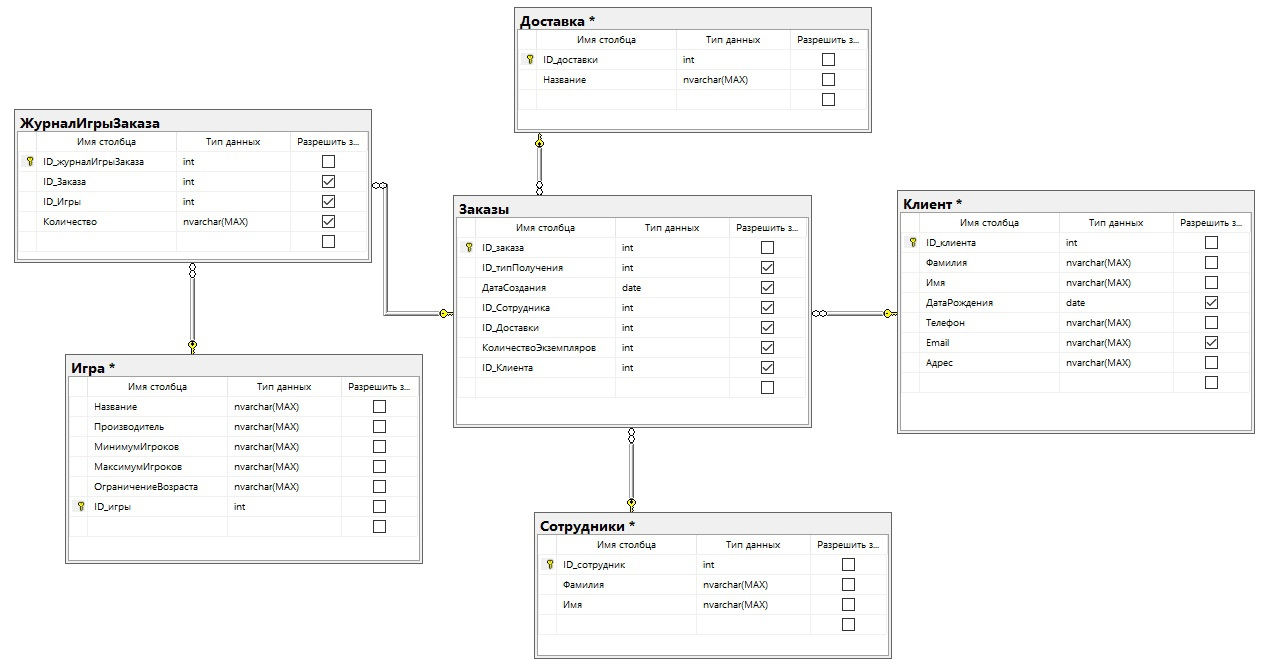 Доставка *
Имя столбца Тип данных Разрешить з...
ID_доставки int
Название nvarchar(MAX)
ЖурналИгрыЗаказа
Имя столбца Тип данных Разрешить з...
ID_журналИгрыЗаказа int
ID_Заказа int
ID_Игры int
Количество nvarchar(MAX)
Заказы
Имя столбца Тип данных Разрешить з...
ID_заказа int
ID_типПолучения int
ДатаСоздания date
ID_Сотрудника int
ID_Доставки int
КоличествоЭкземпляров int
ID_Клиента int
Клиент *
Имя столбца Тип данных Разрешить з...
ID_клиента int
Фамилия nvarchar(MAX)
Имя nvarchar(MAX)
ДатаРождения date
Телефон nvarchar(MAX)
Email nvarchar(MAX)
Адрес nvarchar(MAX)
Игра *
Имя столбца Тип данных Разрешить з...
Название nvarchar(MAX)
Производитель nvarchar(MAX)
МинимумИгроков nvarchar(MAX)
МаксимумИгроков nvarchar(MAX)
ОграничениеВозраста nvarchar(MAX)
ID_игры int
Сотрудники *
Имя столбца Тип данных Разрешить з...
ID_сотрудник int
Фамилия nvarchar(MAX)
Имя nvarchar(MAX)